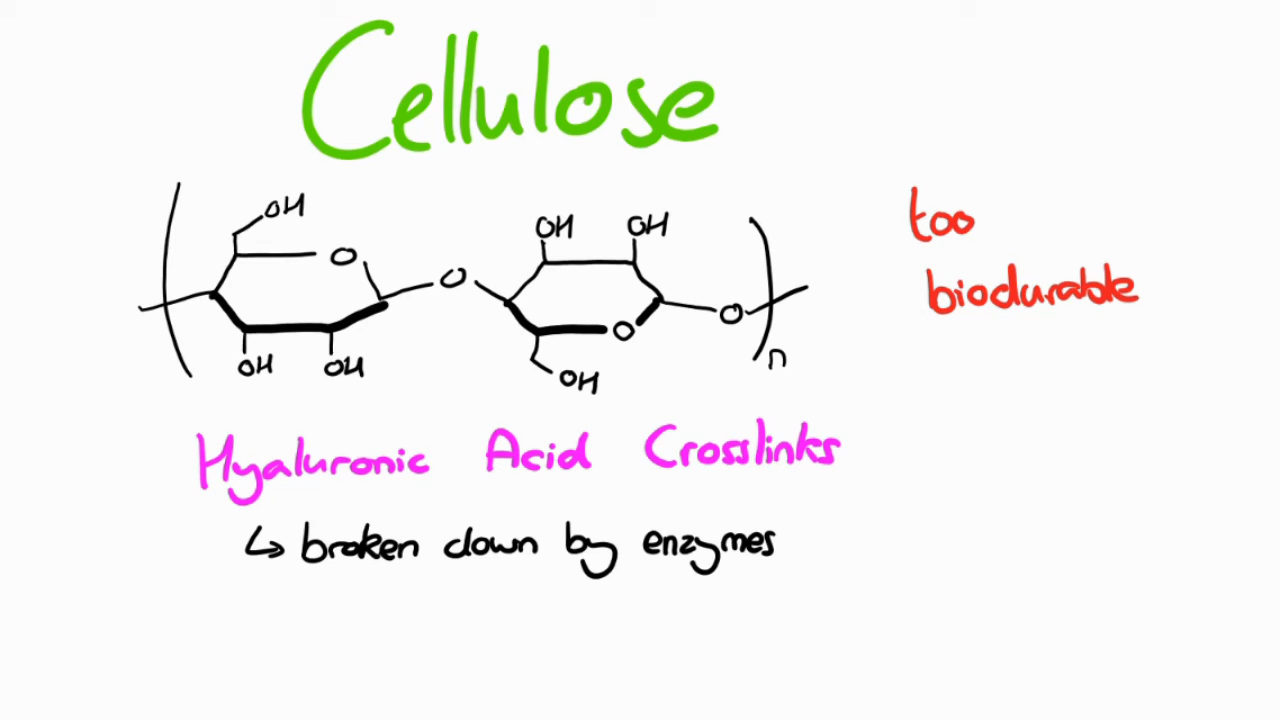 Cellulose
OH
O
OH
OH
O
OH
OH
O
OH
O
n
too
biodurable
Hyaluronic Acid Crosslinks
↳ broken down by enzymes